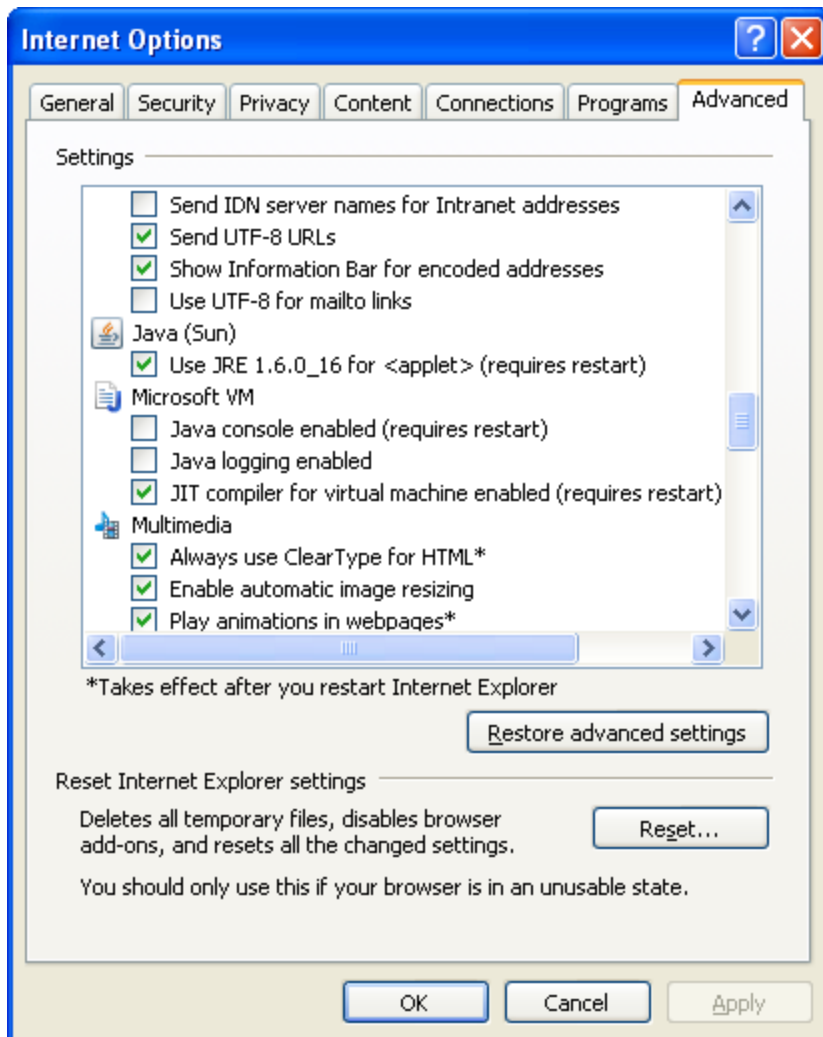 Internet Options
General Security Privacy Content Connections Programs Advanced
Settings
Send IDN server names for Intranet addresses
Send UTF-8 URLs
Show Information Bar for encoded addresses
Use UTF-8 for mailto links
Java (Sun)
Use JRE 1.6.0_16 for <applet> (requires restart)
Microsoft VM
Java console enabled (requires restart)
Java logging enabled
JIT compiler for virtual machine enabled (requires restart)
Multimedia
Always use ClearType for HTML*
Enable automatic image resizing
Play animations in webpages*
*Takes effect after you restart Internet Explorer
Restore advanced settings
Reset Internet Explorer settings
Deletes all temporary files, disables browser
add-ons, and resets all the changed settings.
Reset...
You should only use this if your browser is in an unusable state.
OK Cancel Apply